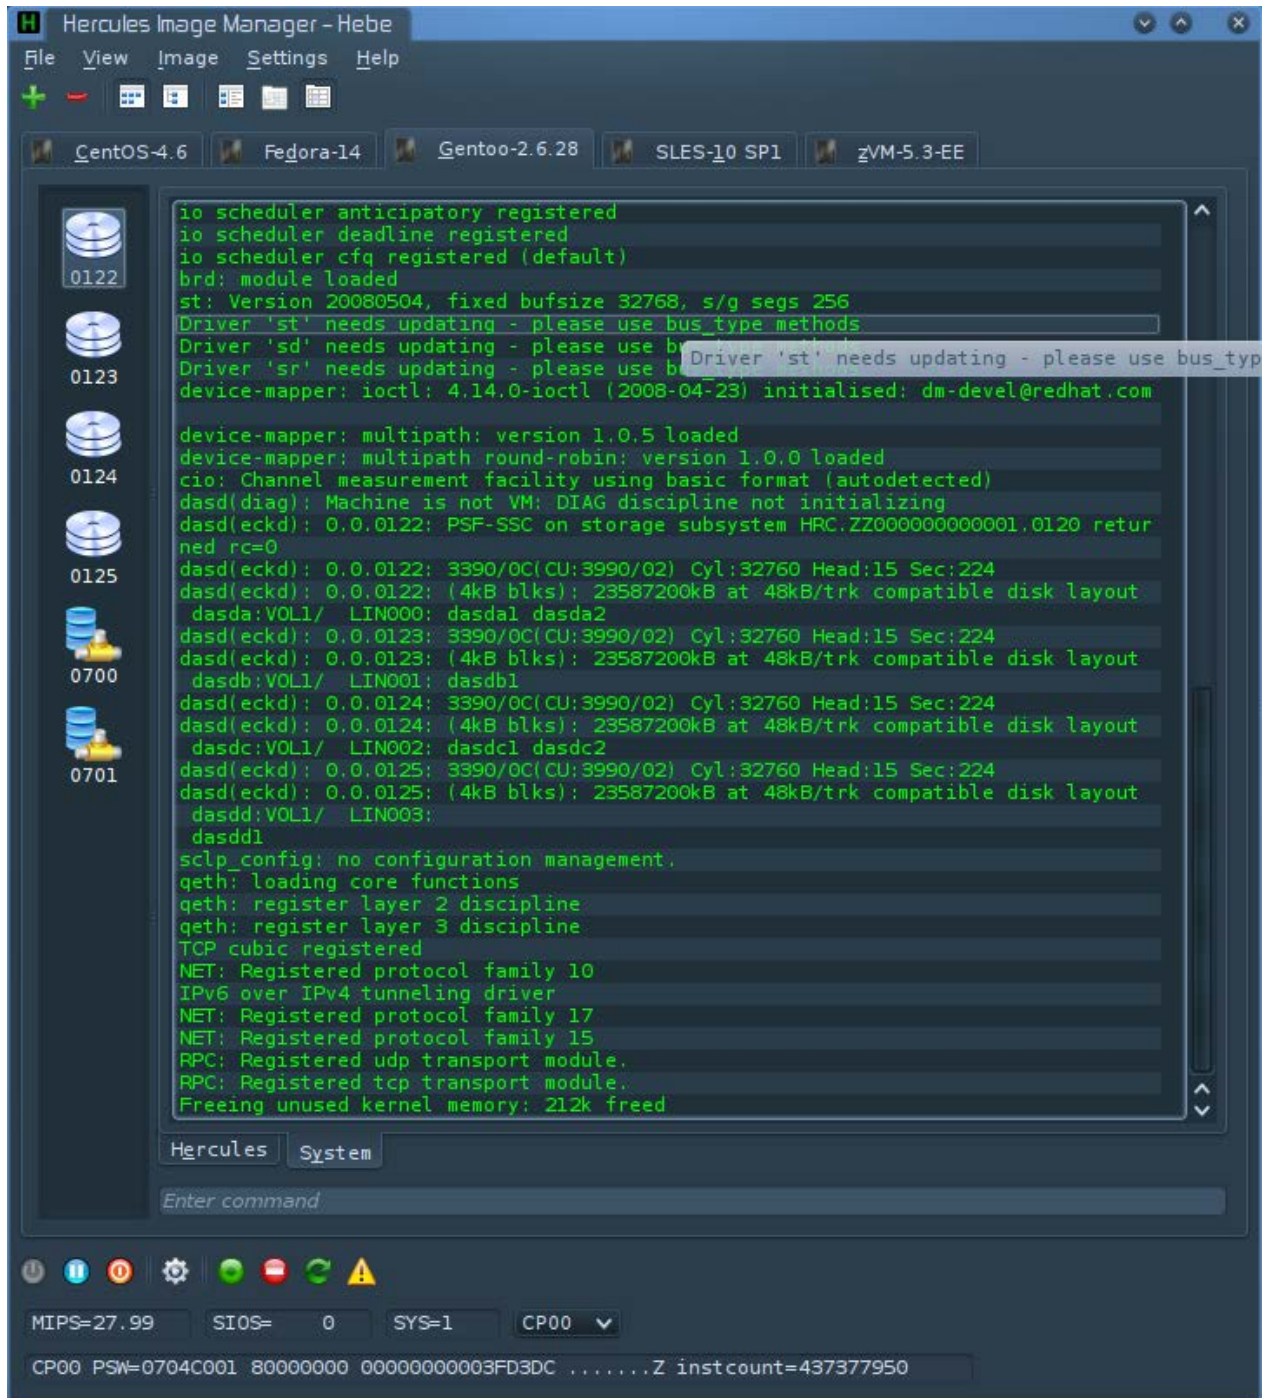 Hercules Image Manager – Hebe
File View Image Settings Help
CentOS-4.6 Fedora-14 Gentoo-2.6.28 SLES-10 SP1 zVM-5.3-EE
0122
0123
0124
0125
0700
0701
io scheduler anticipatory registered
io scheduler deadline registered
io scheduler cfq registered (default)
brd: module loaded
st: Version 20080504, fixed bufsize 32768, s/g segs 256
Driver 'st' needs updating - please use bus_type methods
Driver 'sd' needs updating - please use bus_type methods
Driver 'sr' needs updating - please use bus_type methods
Driver 'st' needs updating - please use bus_typ
device-mapper: ioctl: 4.14.0-ioctl (2008-04-23) initialised: dm-devel@redhat.com
device-mapper: multipath: version 1.0.5 loaded
device-mapper: multipath round-robin: version 1.0.0 loaded
cio: Channel measurement facility using basic format (autodetected)
dasd(diag): Machine is not VM: DIAG discipline not initializing
dasd(eckd): 0.0.0122: PSF-SSC on storage subsystem HRC.ZZ000000000001.0120 retur
ned rc=0
dasd(eckd): 0.0.0122: 3390/0C(CU:3990/02) Cyl:32760 Head:15 Sec:224
dasd(eckd): 0.0.0122: (4kB blks): 23587200kB at 48kB/trk compatible disk layout
dasda:VOL1/ LIN000: dasda1 dasda2
dasd(eckd): 0.0.0123: 3390/0C(CU:3990/02) Cyl:32760 Head:15 Sec:224
dasd(eckd): 0.0.0123: (4kB blks): 23587200kB at 48kB/trk compatible disk layout
dasdb:VOL1/ LIN001: dasdb1
dasd(eckd): 0.0.0124: 3390/0C(CU:3990/02) Cyl:32760 Head:15 Sec:224
dasd(eckd): 0.0.0124: (4kB blks): 23587200kB at 48kB/trk compatible disk layout
dasdc:VOL1/ LIN002: dasdc1 dasdc2
dasd(eckd): 0.0.0125: 3390/0C(CU:3990/02) Cyl:32760 Head:15 Sec:224
dasd(eckd): 0.0.0125: (4kB blks): 23587200kB at 48kB/trk compatible disk layout
dasdd:VOL1/ LIN003:
dasdd1
sclp_config: no configuration management.
qeth: loading core functions
qeth: register layer 2 discipline
qeth: register layer 3 discipline
TCP cubic registered
NET: Registered protocol family 10
IPv6 over IPv4 tunneling driver
NET: Registered protocol family 17
NET: Registered protocol family 15
RPC: Registered udp transport module.
RPC: Registered tcp transport module.
Freeing unused kernel memory: 212k freed
Hercules System
Enter command
MIPS=27.99 SIOS= 0 SYS=1 CP00
CP00 PSW=0704C001 80000000 00000000003FD3DC .......Z instcount=437377950